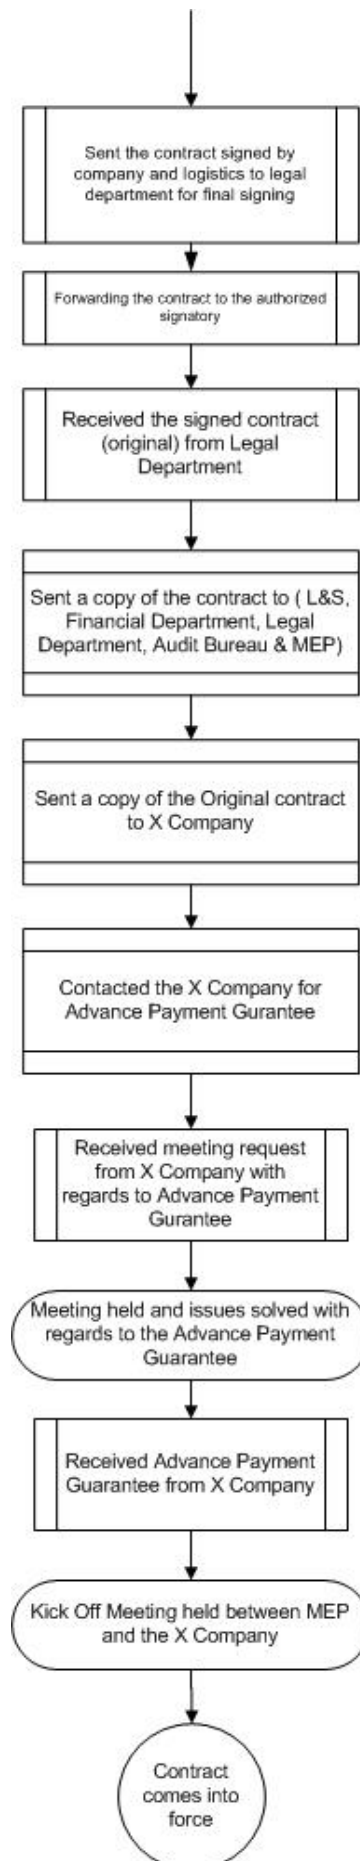 Sent the contract signed by
company and logistics to legal
department for final signing
Forwarding the contract to the authorized
signatory
Received the signed contract
(original) from Legal
Department
Sent a copy of the contract to ( L&S,
Financial Department, Legal
Department, Audit Bureau & MEP)
Sent a copy of the Original contract
to X Company
Contacted the X Company for
Advance Payment Gurantee
Received meeting request
from X Company with
regards to Advance Payment
Gurantee
Meeting held and issues solved with
regards to the Advance Payment
Guarantee
Received Advance Payment
Guarantee from X Company
Kick Off Meeting held between MEP
and the X Company
Contract
comes into
force